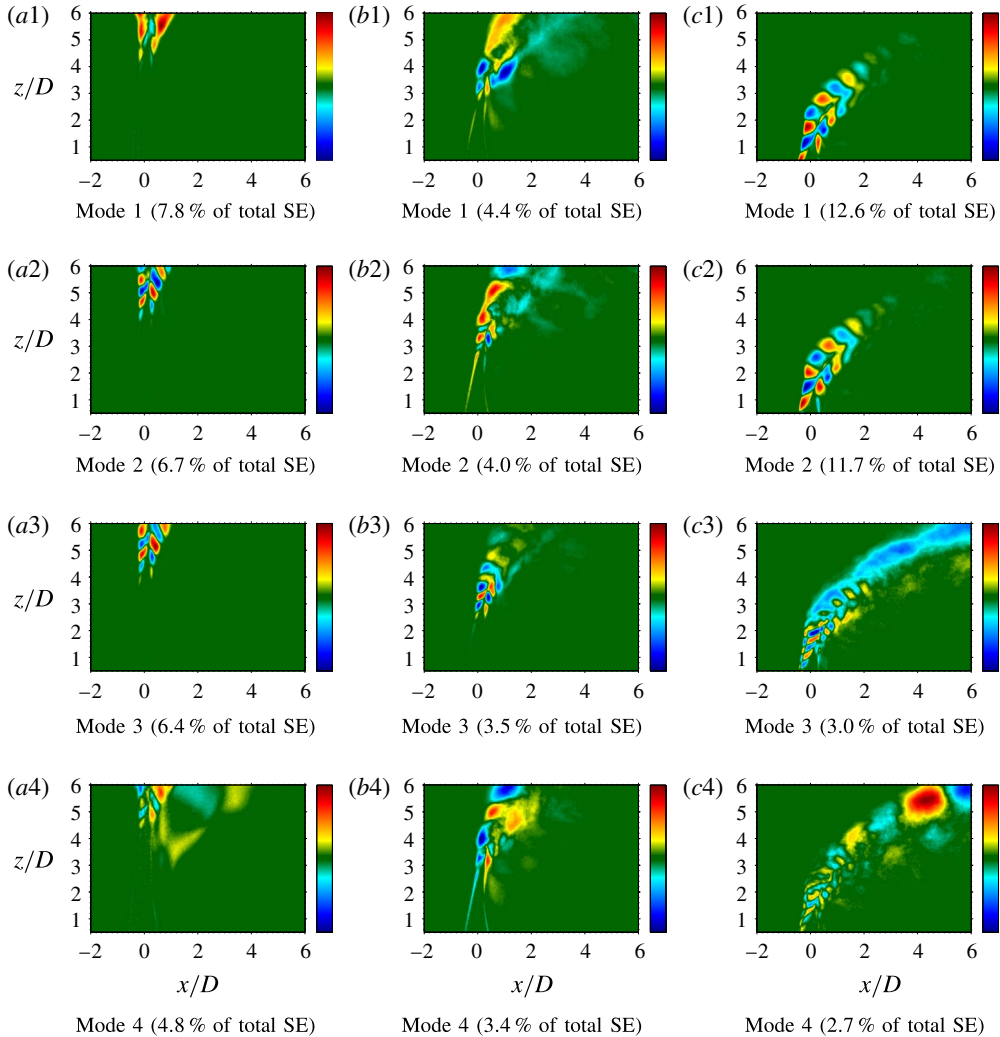 (a1) (b1) (c1)
6 5 4 3 2 1 6 5 4 3 2 1 6 5 4 3 2 1
z/D
−2 0 2 4 6 −2 0 2 4 6 −2 0 2 4 6
Mode 1 (7.8 % of total SE) Mode 1 (4.4 % of total SE) Mode 1 (12.6 % of total SE)
(a2) (b2) (c2)
6 5 4 3 2 1 6 5 4 3 2 1 6 5 4 3 2 1
z/D
−2 0 2 4 6 −2 0 2 4 6 −2 0 2 4 6
Mode 2 (6.7 % of total SE) Mode 2 (4.0 % of total SE) Mode 2 (11.7 % of total SE)
(a3) (b3) (c3)
6 5 4 3 2 1 6 5 4 3 2 1 6 5 4 3 2 1
z/D
−2 0 2 4 6 −2 0 2 4 6 −2 0 2 4 6
Mode 3 (6.4 % of total SE) Mode 3 (3.5 % of total SE) Mode 3 (3.0 % of total SE)
(a4) (b4) (c4)
6 5 4 3 2 1 6 5 4 3 2 1 6 5 4 3 2 1
z/D
−2 0 2 4 6 −2 0 2 4 6 −2 0 2 4 6
x/D x/D x/D
Mode 4 (4.8 % of total SE) Mode 4 (3.4 % of total SE) Mode 4 (2.7 % of total SE)